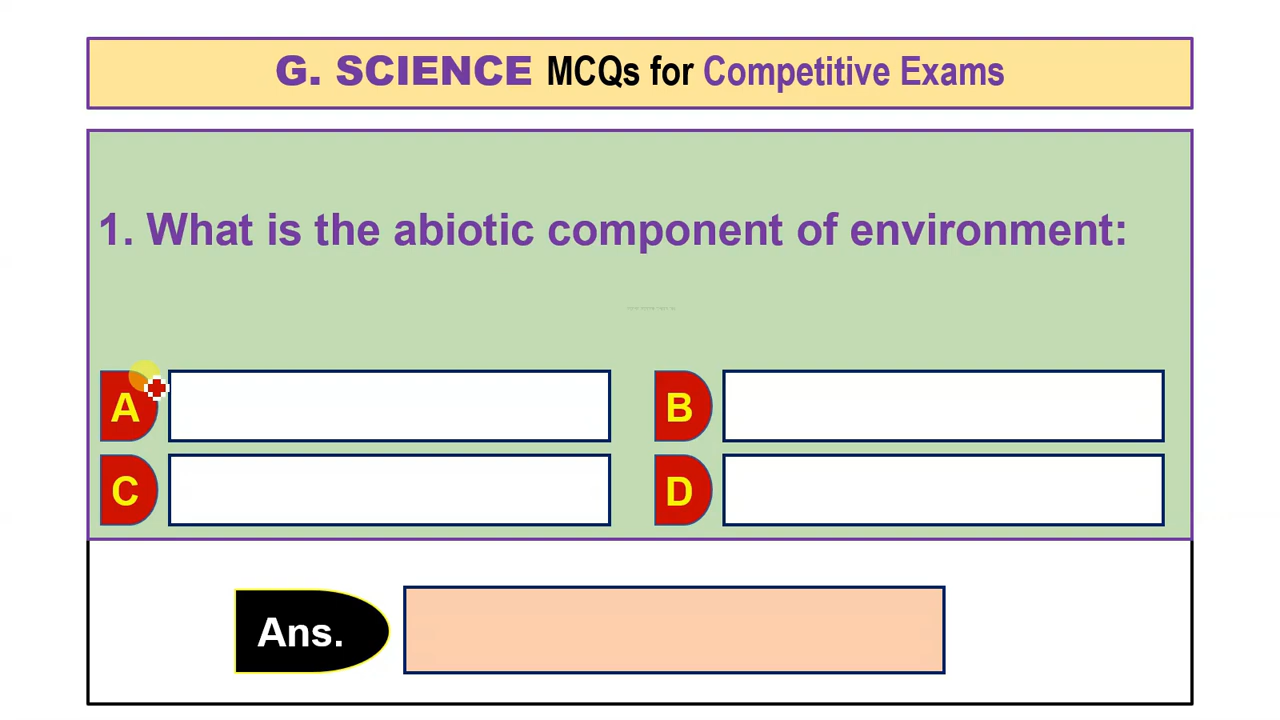 G. SCIENCE MCQs for Competitive Exams
1. What is the abiotic component of environment:
A
B
C
D
Ans.